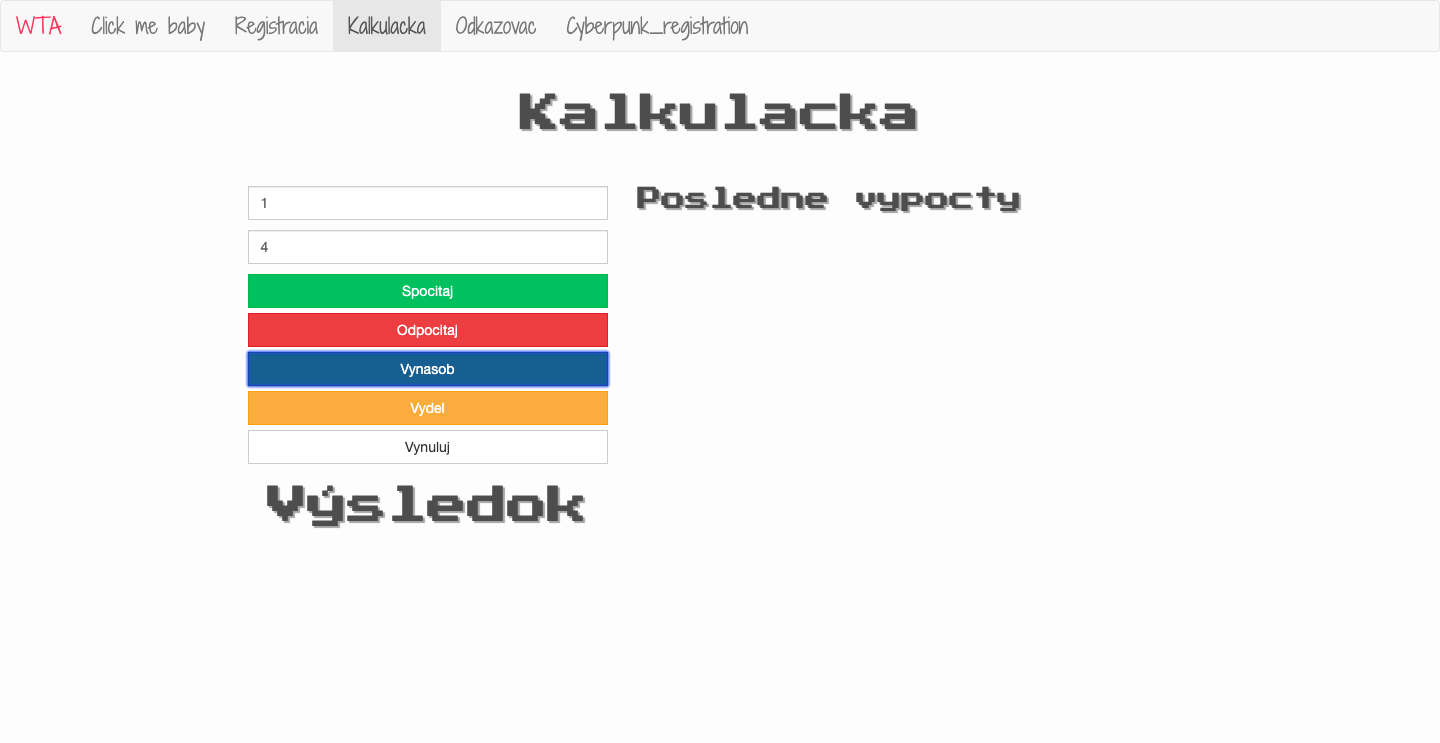 WTA Click me baby Registracia Kalkulacka Odkazovac Cyberpunk_registration
Kalkulacka
1
4
Spocitaj
Odpocitaj
Vynasob
Vydel
Vynuluj
Výsledok
Posledne vypocty